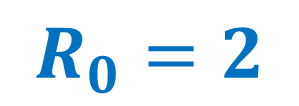 R₀ = 2